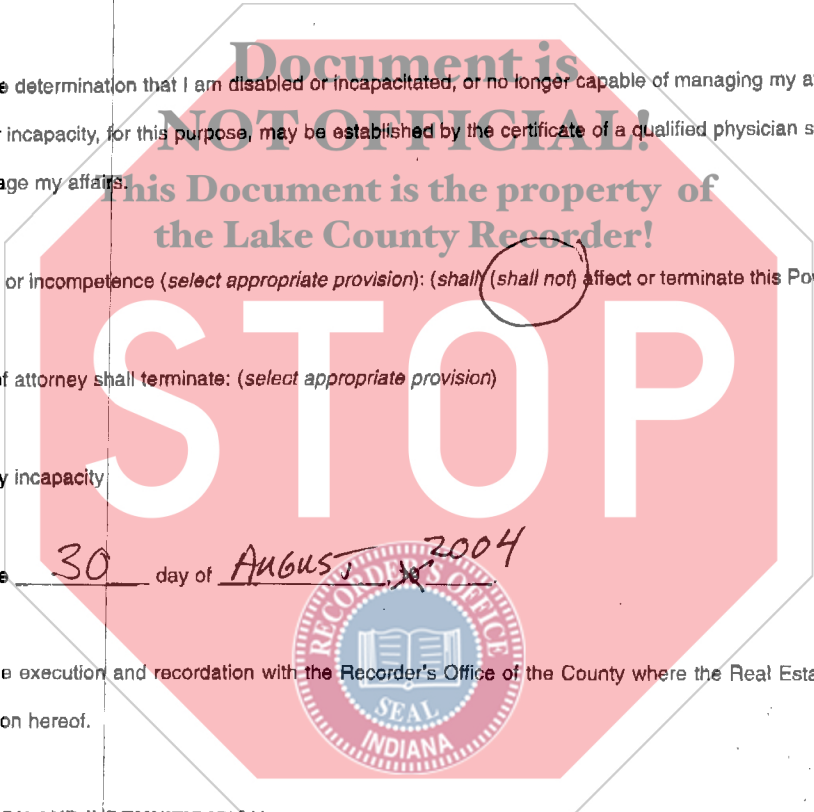 Document is
e determination that I am disabled or incapacitated, or no longer capable of managing my
NOT OFFICIAL!
incapacity, for this purpose, may be established by the certificate of a qualified physician
This Document is the property of
age my affairs.
the Lake County Recorder!
or incompetence (select appropriate provision): (shall) (shall not) affect or terminate this
f attorney shall terminate: (select appropriate provision)
STOP
y incapacity
e 30 day of August, 2004.
RECORDER'S OFFICE
e execution and recordation with the Recorder's Office of the County where the Real
SEAL
on hereof.
INDIANA